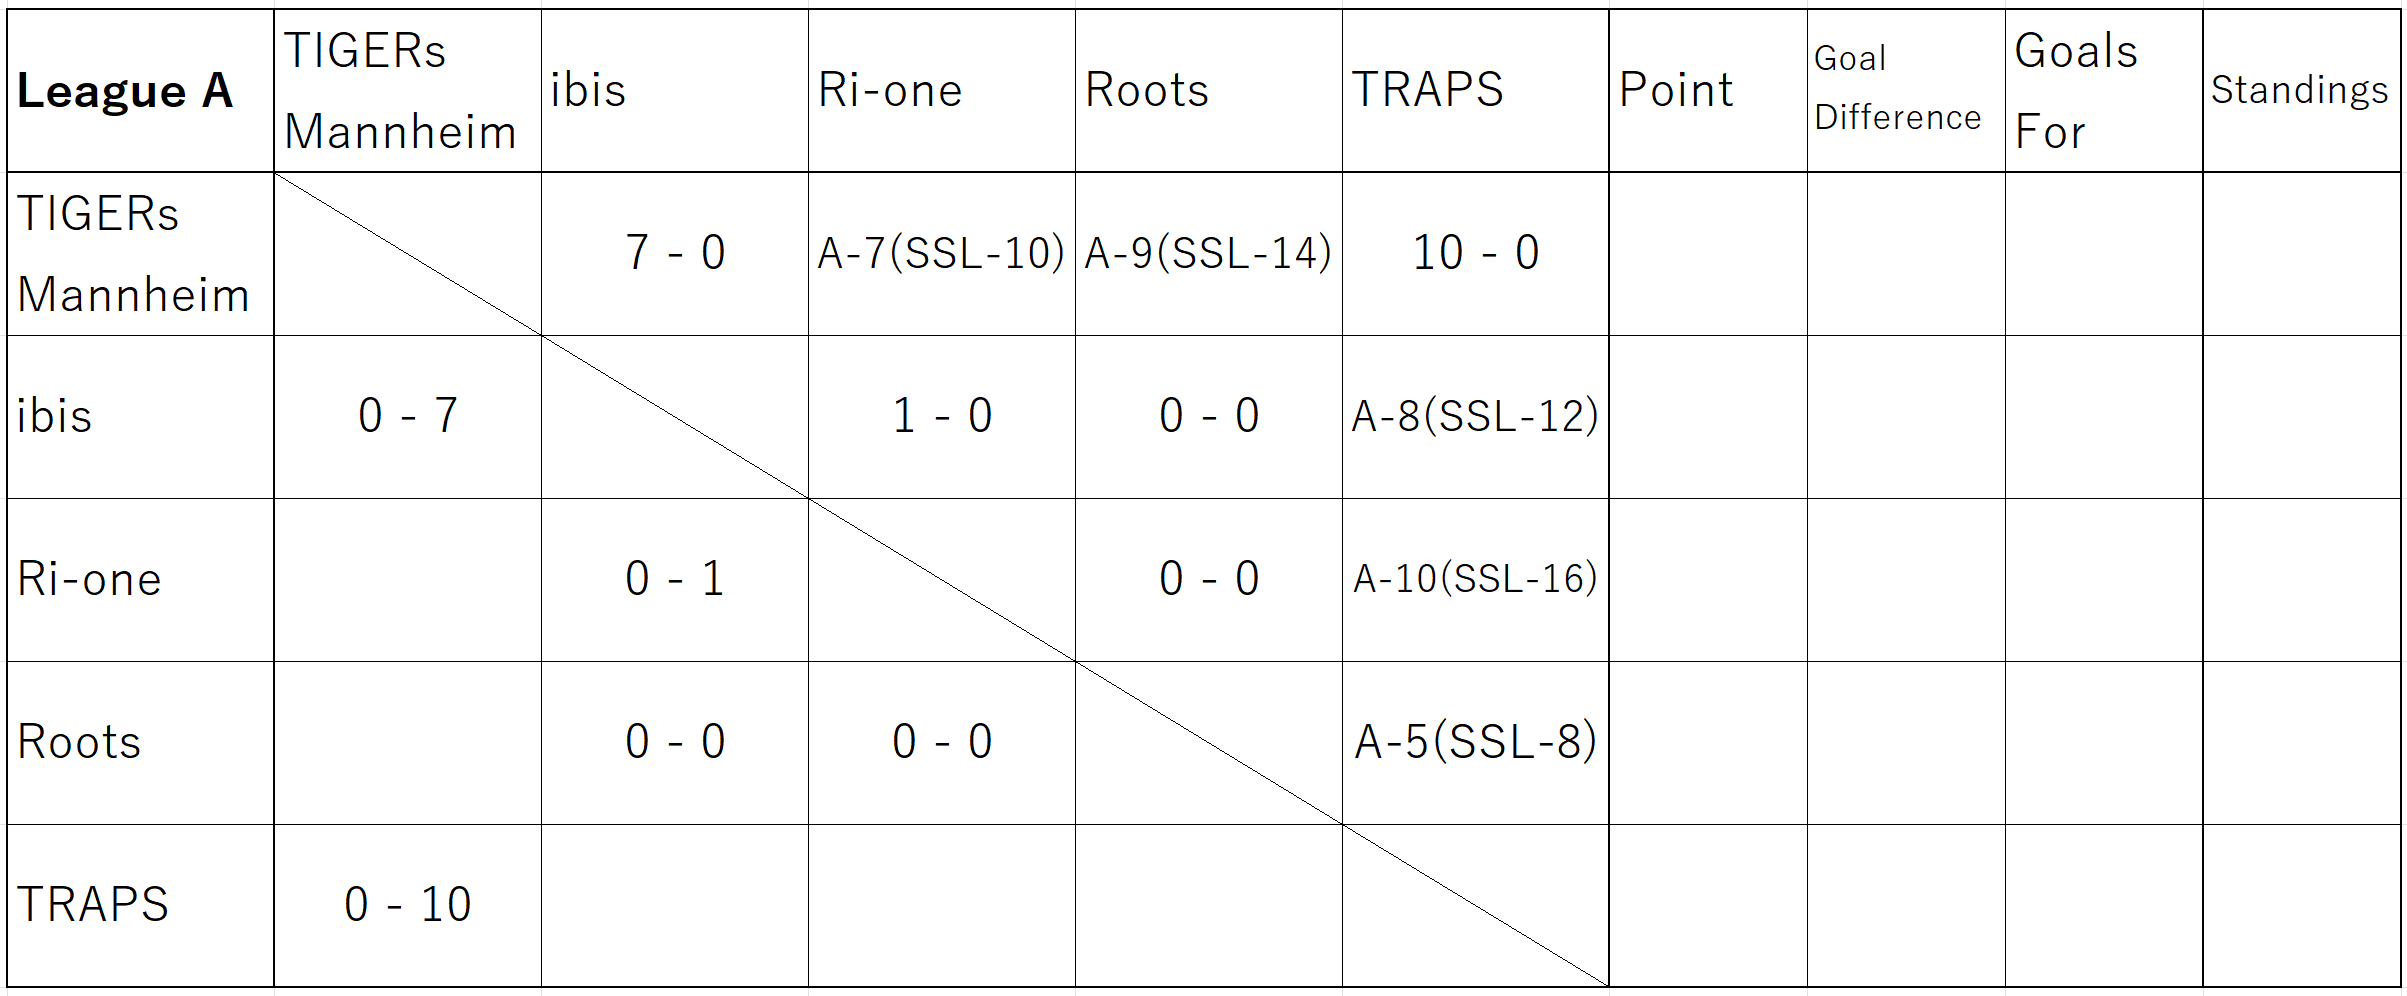 League A
TIGERs
Mannheim
ibis
Ri-one
Roots
TRAPS
Point
Goal
Difference
Goals
For
Standings
TIGERs
Mannheim
7 - 0
A-7(SSL-10)
A-9(SSL-14)
10 - 0
ibis
0 - 7
1 - 0
0 - 0
A-8(SSL-12)
Ri-one
0 - 1
0 - 0
A-10(SSL-16)
Roots
0 - 0
0 - 0
A-5(SSL-8)
TRAPS
0 - 10